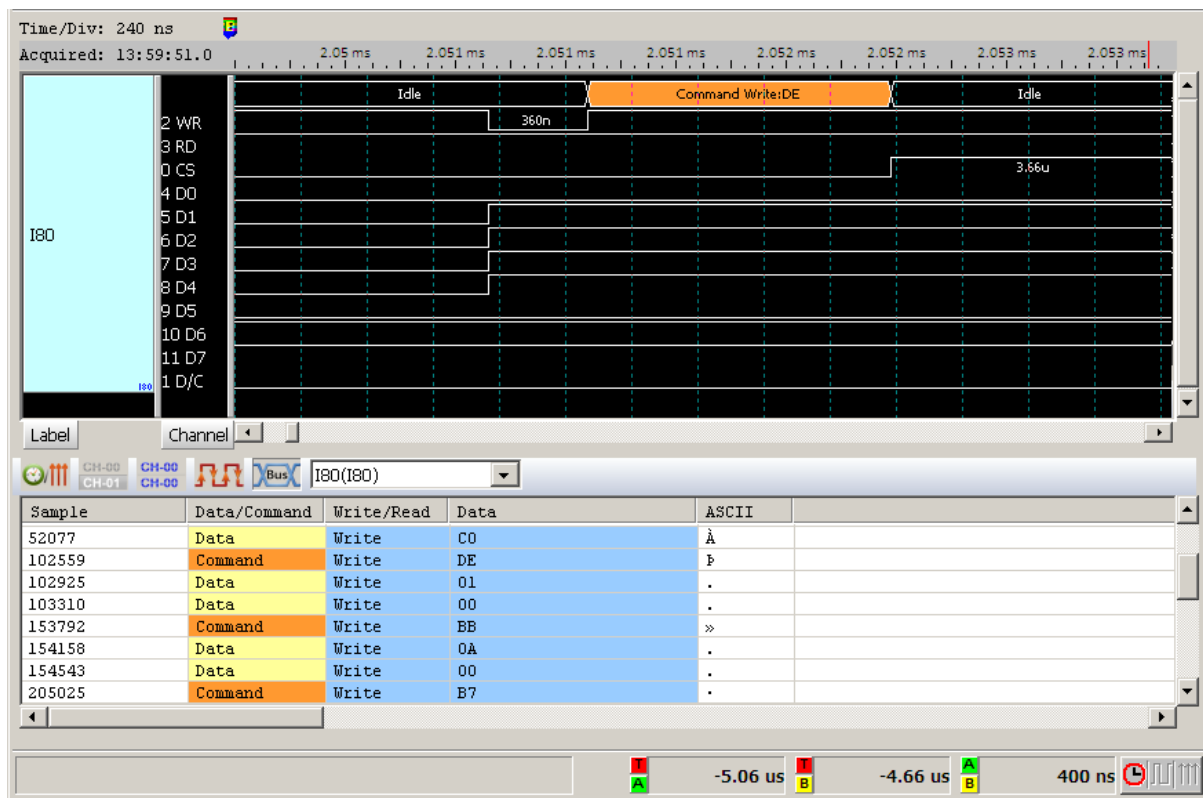 Time/Div: 240 ns B
Acquired: 13:59:51.0 2.05 ms 2.051 ms 2.051 ms 2.051 ms 2.052 ms 2.052 ms 2.053 ms 2.053 ms
Idle Command Write:DE Idle
2 WR 360n
3 RD
0 CS 3.66u
4 D0
5 D1
I80 6 D2
7 D3
8 D4
9 D5
10 D6
11 D7
I80 1 D/C
Label Channel
CH-00 CH-01 CH-00 CH-00 Bus I80(I80)
Sample Data/Command Write/Read Data ASCII
52077 Data Write C0 À
102559 Command Write DE Þ
102925 Data Write 01 .
103310 Data Write 00 .
153792 Command Write BB »
154158 Data Write 0A .
154543 Data Write 00 .
205025 Command Write B7 ·
T A -5.06 us T B -4.66 us A B 400 ns